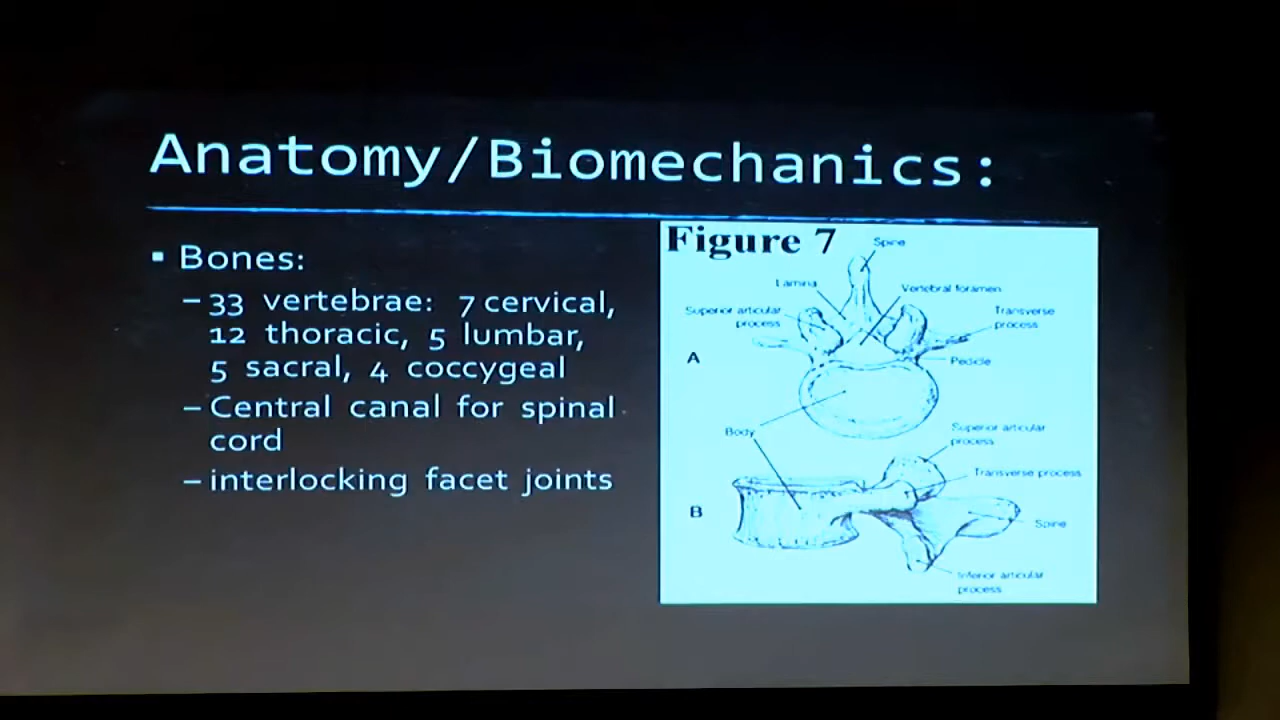 Anatomy/Biomechanics:
▪ Bones:
– 33 vertebrae: 7 cervical,
12 thoracic, 5 lumbar,
5 sacral, 4 coccygeal
– Central canal for spinal
cord
– interlocking facet joints
Figure 7
Spine
Lamina
Vertebral foramen
Superior articular
process
Transverse
process
A
Pedicle
Body
Superior articular
process
Transverse process
B
Spine
Inferior articular
process